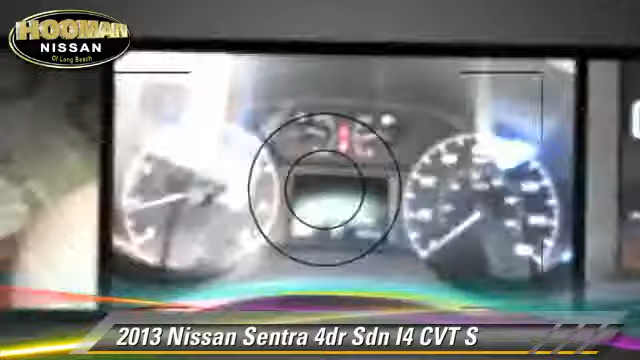 HOOMAN
NISSAN
Of Long Beach
2013 Nissan Sentra 4dr Sdn I4 CVT S